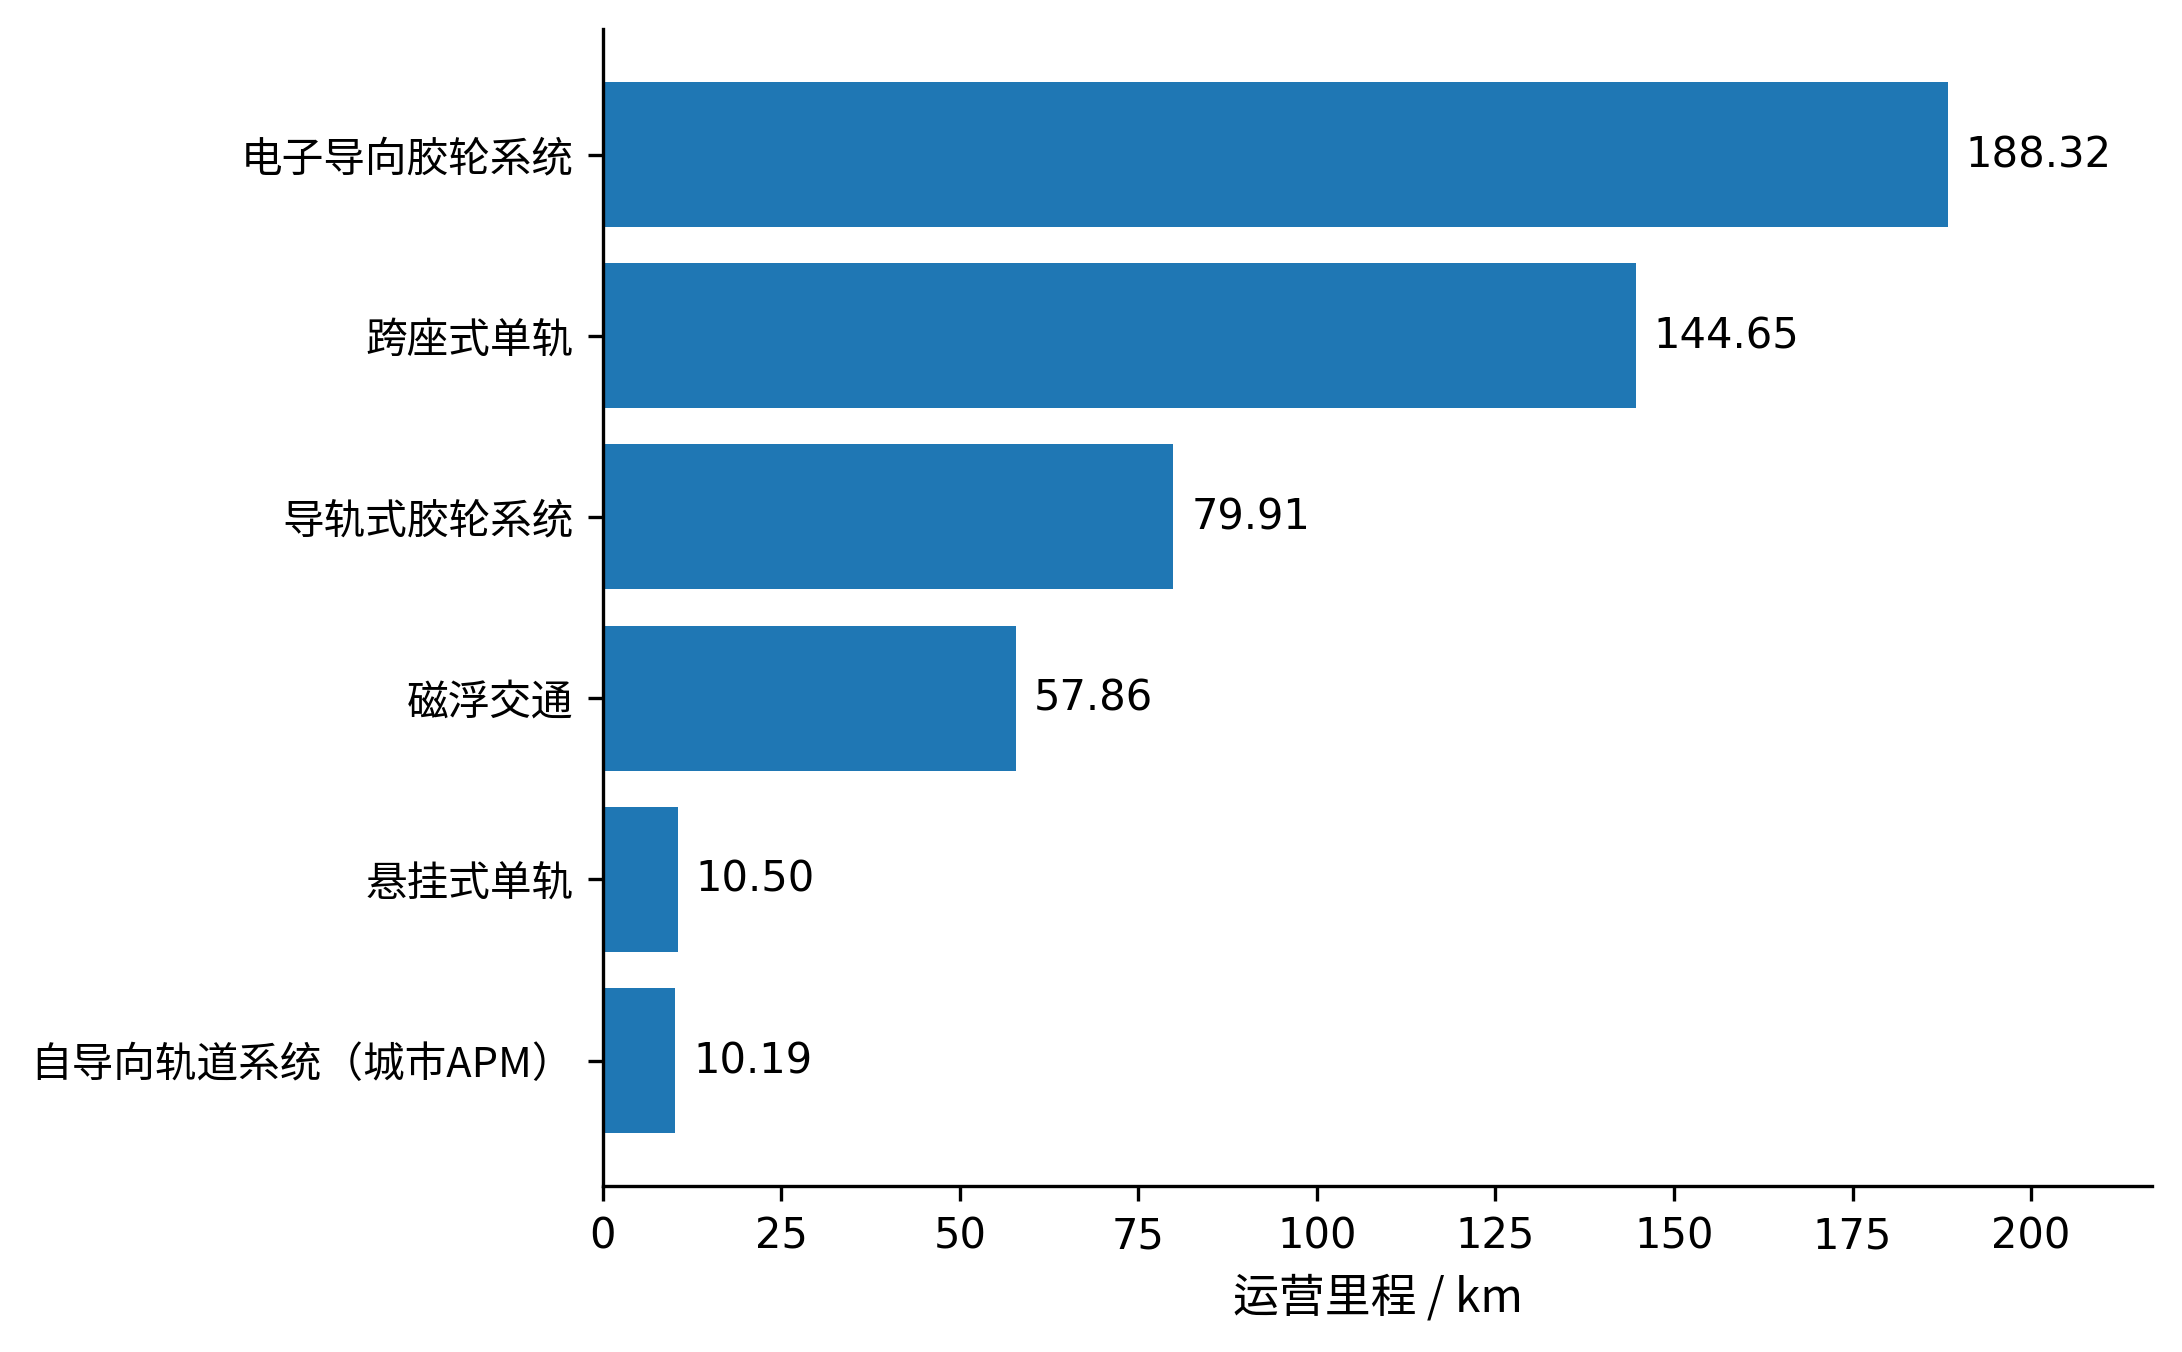 电子导向胶轮系统 188.32
跨座式单轨 144.65
导轨式胶轮系统 79.91
磁浮交通 57.86
悬挂式单轨 10.50
自导向轨道系统（城市APM） 10.19
0 25 50 75 100 125 150 175 200
运营里程 / km